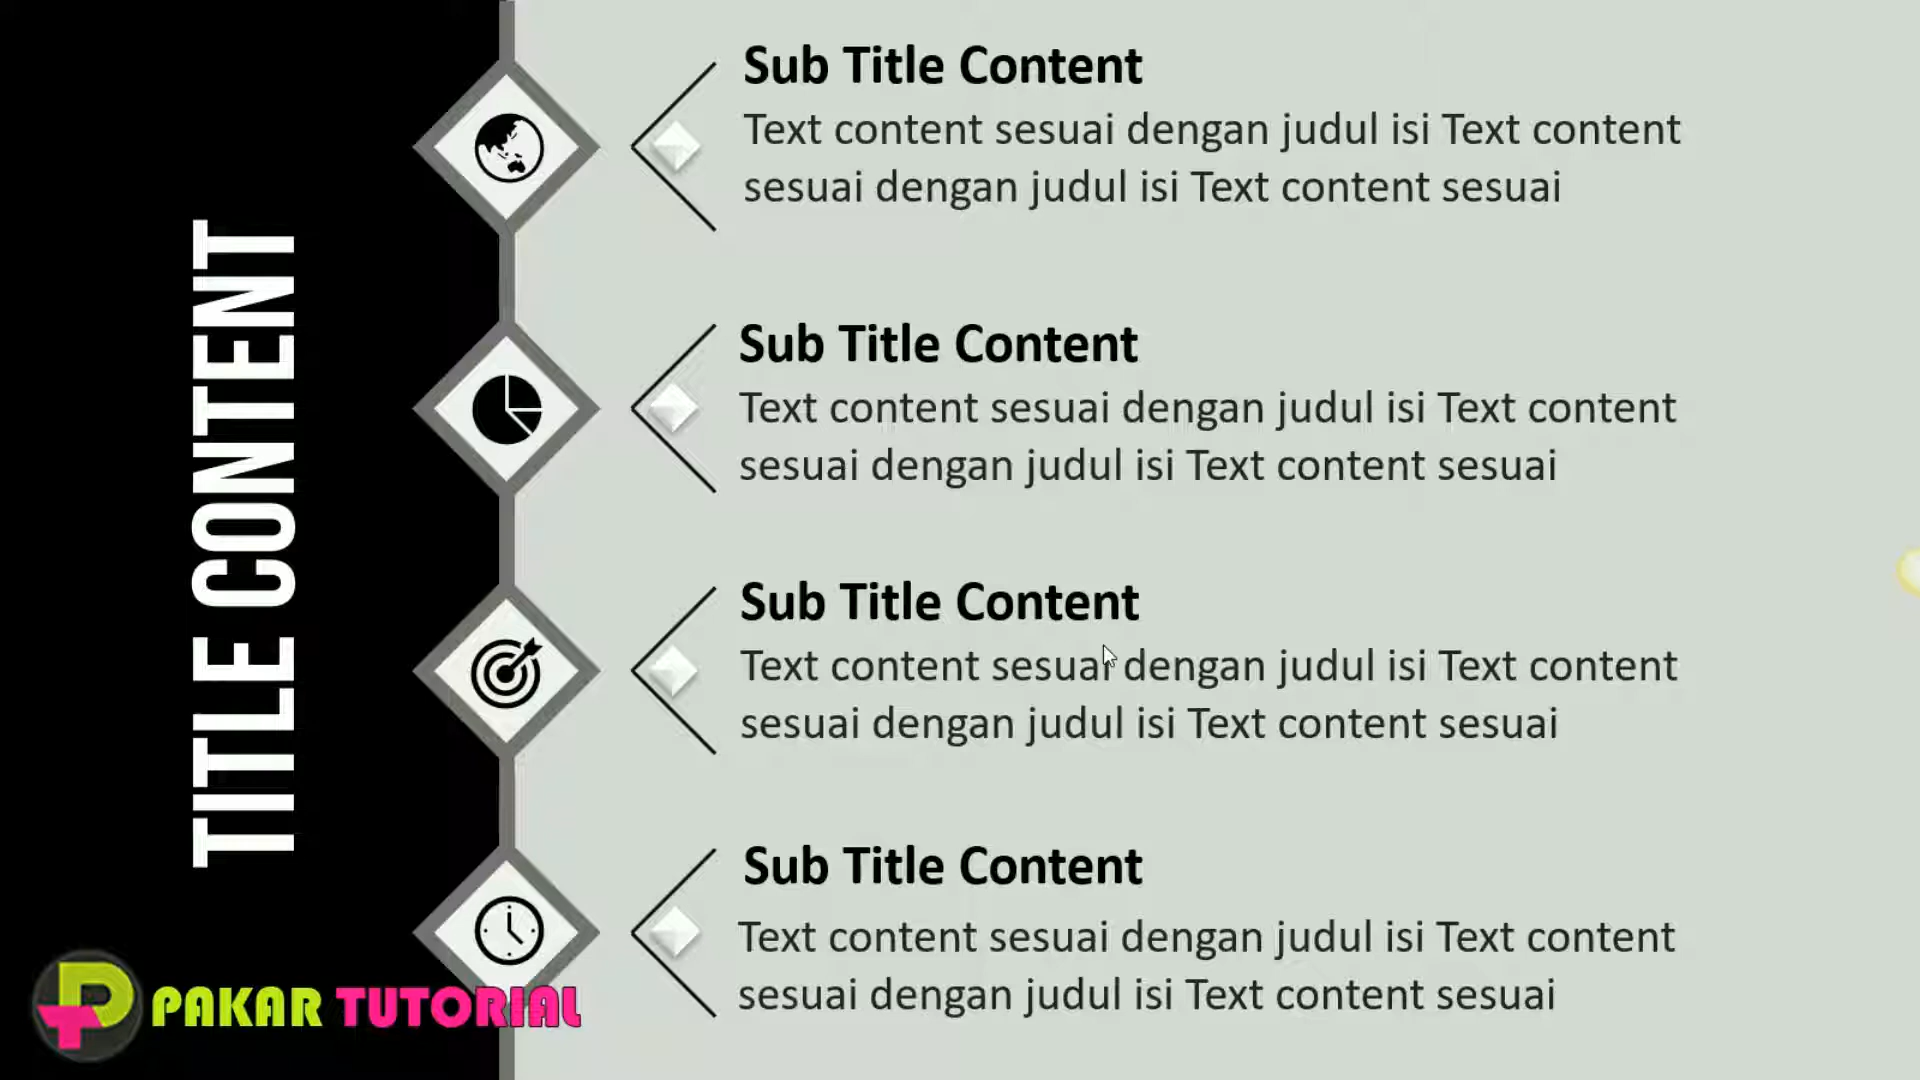 TITLE CONTENT
Sub Title Content
Text content sesuai dengan judul isi Text content
sesuai dengan judul isi Text content sesuai
Sub Title Content
Text content sesuai dengan judul isi Text content
sesuai dengan judul isi Text content sesuai
Sub Title Content
Text content sesuai dengan judul isi Text content
sesuai dengan judul isi Text content sesuai
Sub Title Content
Text content sesuai dengan judul isi Text content
sesuai dengan judul isi Text content sesuai
PAKAR TUTORIAL